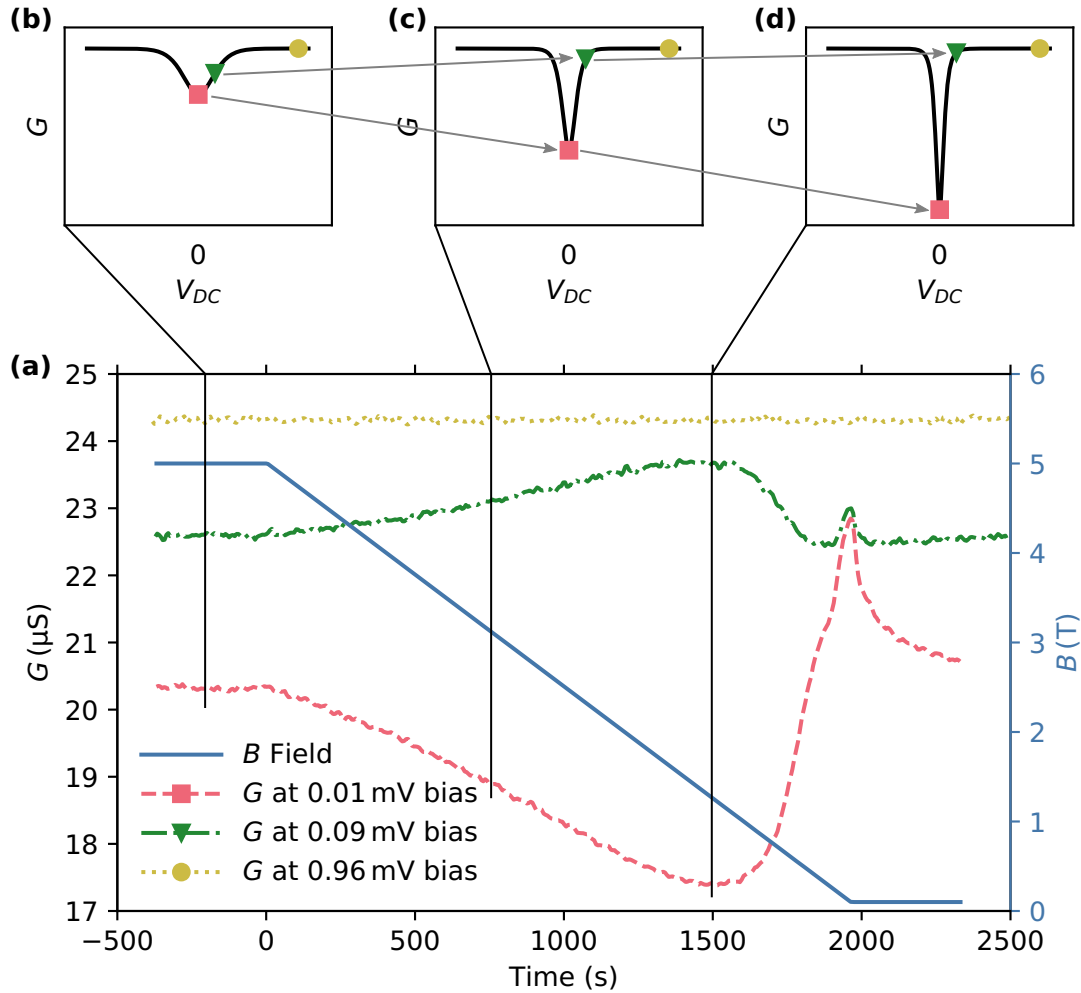 (b)
(c)
(d)
G
G
G
0
0
0
V_DC
V_DC
V_DC
(a)
25
24
23
22
21
20
19
18
17
G (µS)
6
5
4
3
2
1
0
B (T)
B Field
G at 0.01 mV bias
G at 0.09 mV bias
G at 0.96 mV bias
−500
0
500
1000
1500
2000
2500
Time (s)